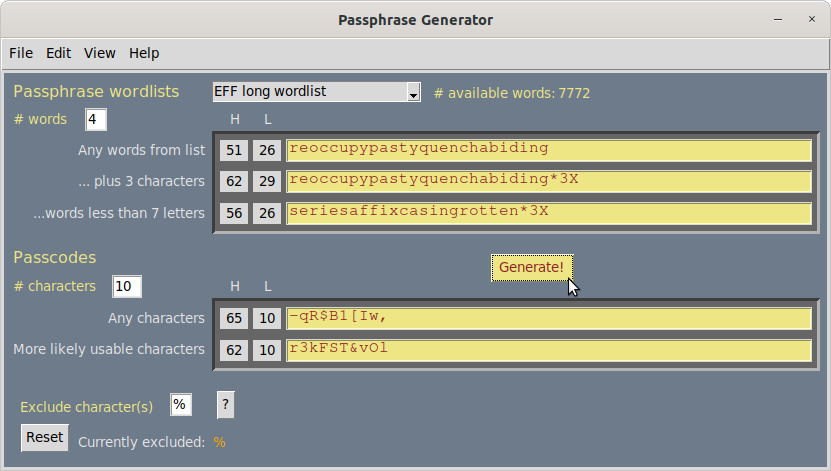 Passphrase Generator
File Edit View Help
Passphrase wordlists EFF long wordlist # available words: 7772
# words 4 H L
Any words from list 51 26 reoccupypastyquenchabiding
... plus 3 characters 62 29 reoccupypastyquenchabiding*3X
...words less than 7 letters 56 26 seriesaffixcasingrotten*3X
Passcodes
Generate!
# characters 10 H L
Any characters 65 10 -qR$B1[Iw,
More likely usable characters 62 10 r3kFST&vOl
Exclude character(s) % ?
Reset Currently excluded: %